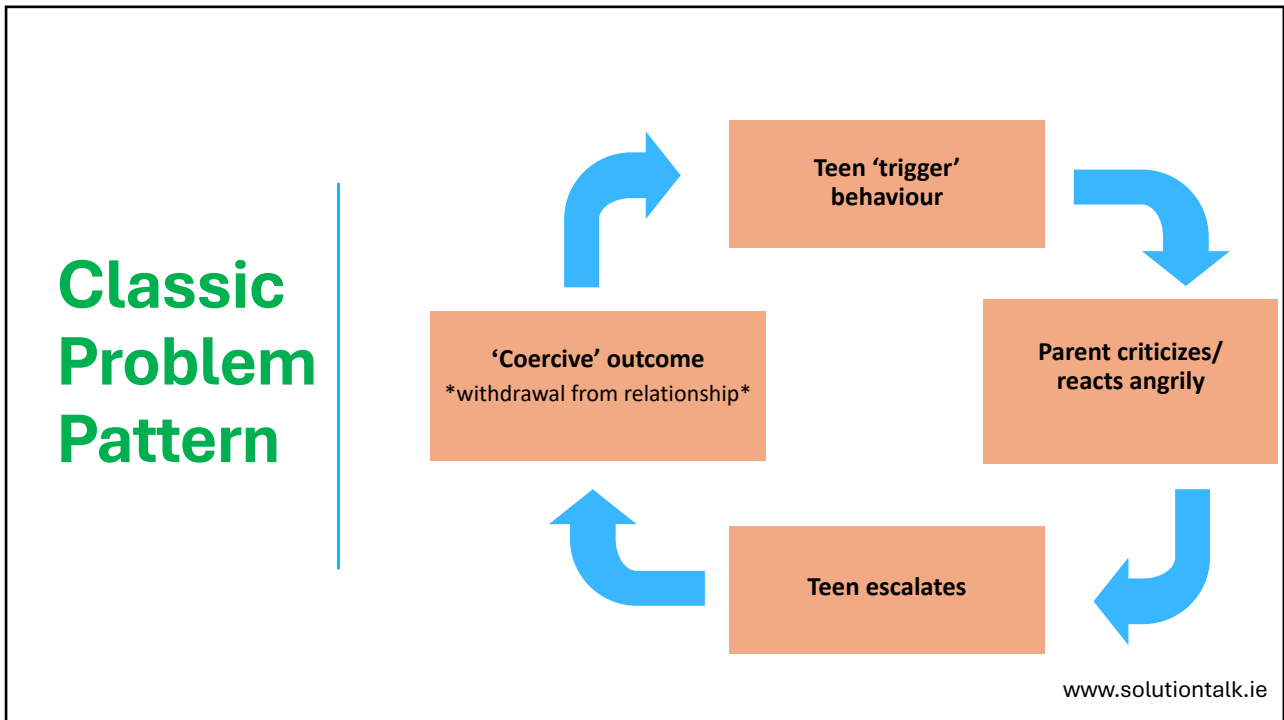 Classic
Problem
Pattern
Teen ‘trigger’
behaviour
Parent criticizes/
reacts angrily
Teen escalates
‘Coercive’ outcome
*withdrawal from relationship*
www.solutiontalk.ie